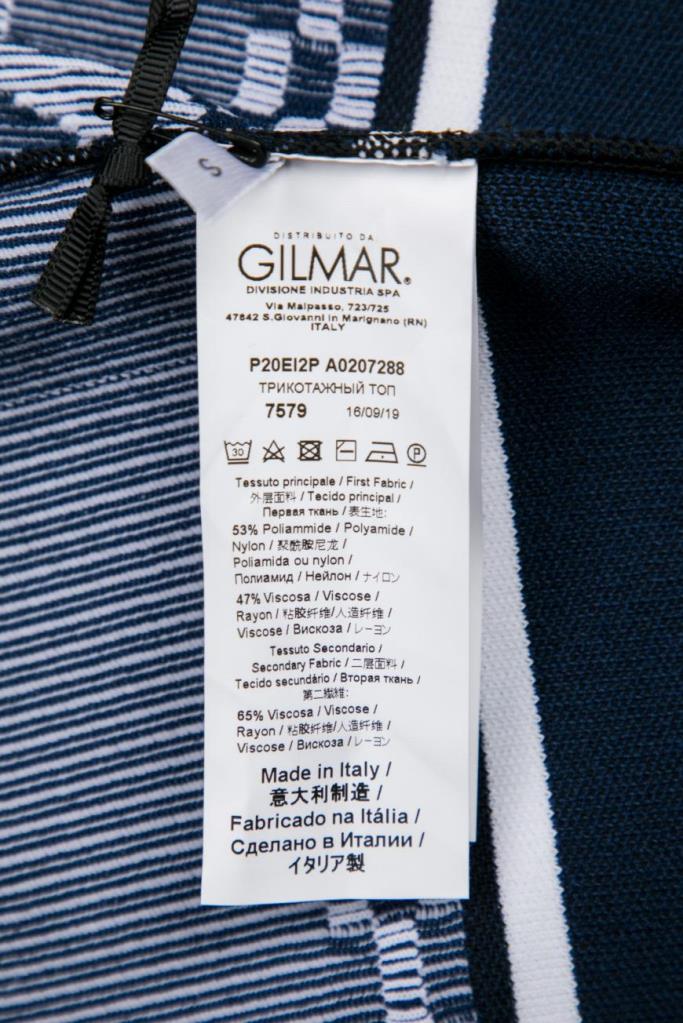 S
DISTRIBUITO DA
GILMAR®
DIVISIONE INDUSTRIA SPA
Via Malpasso, 723/725
47842 S.Giovanni in Marignano (RN)
ITALY
P20EI2P A0207288
ТРИКОТАЖНЫЙ ТОП
7579 16/09/19
30 P
Tessuto principale / First Fabric /
外层面料 / Tecido principal /
Первая ткань / 表生地:
53% Poliammide / Polyamide /
Nylon / 聚酰胺尼龙 /
Poliamida ou nylon /
Полиамид / Нейлон / ナイロン
47% Viscosa / Viscose /
Rayon / 粘胶纤维/人造纤维 /
Viscose / Вискоза / レーヨン
Tessuto Secondario /
Secondary Fabric / 二层面料 /
Tecido secundário / Вторая ткань /
第二繊維:
65% Viscosa / Viscose /
Rayon / 粘胶纤维/人造纤维 /
Viscose / Вискоза / レーヨン
Made in Italy /
意大利制造 /
Fabricado na Itália /
Сделано в Италии /
イタリア製